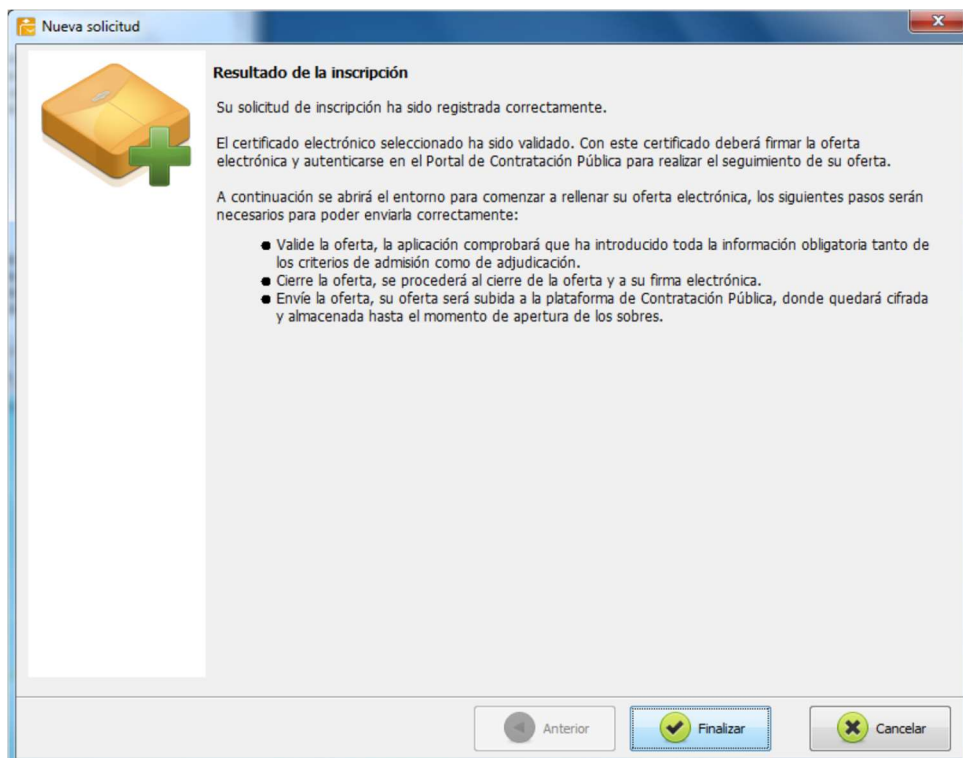 Nueva solicitud
x
Resultado de la inscripción
Su solicitud de inscripción ha sido registrada correctamente.
El certificado electrónico seleccionado ha sido validado. Con este certificado deberá firmar la oferta
electrónica y autenticarse en el Portal de Contratación Pública para realizar el seguimiento de su oferta.
A continuación se abrirá el entorno para comenzar a rellenar su oferta electrónica, los siguientes pasos serán
necesarios para poder enviarla correctamente:
● Valide la oferta, la aplicación comprobará que ha introducido toda la información obligatoria tanto de
los criterios de admisión como de adjudicación.
● Cierre la oferta, se procederá al cierre de la oferta y a su firma electrónica.
● Envíe la oferta, su oferta será subida a la plataforma de Contratación Pública, donde quedará cifrada
y almacenada hasta el momento de apertura de los sobres.
Anterior
Finalizar
Cancelar